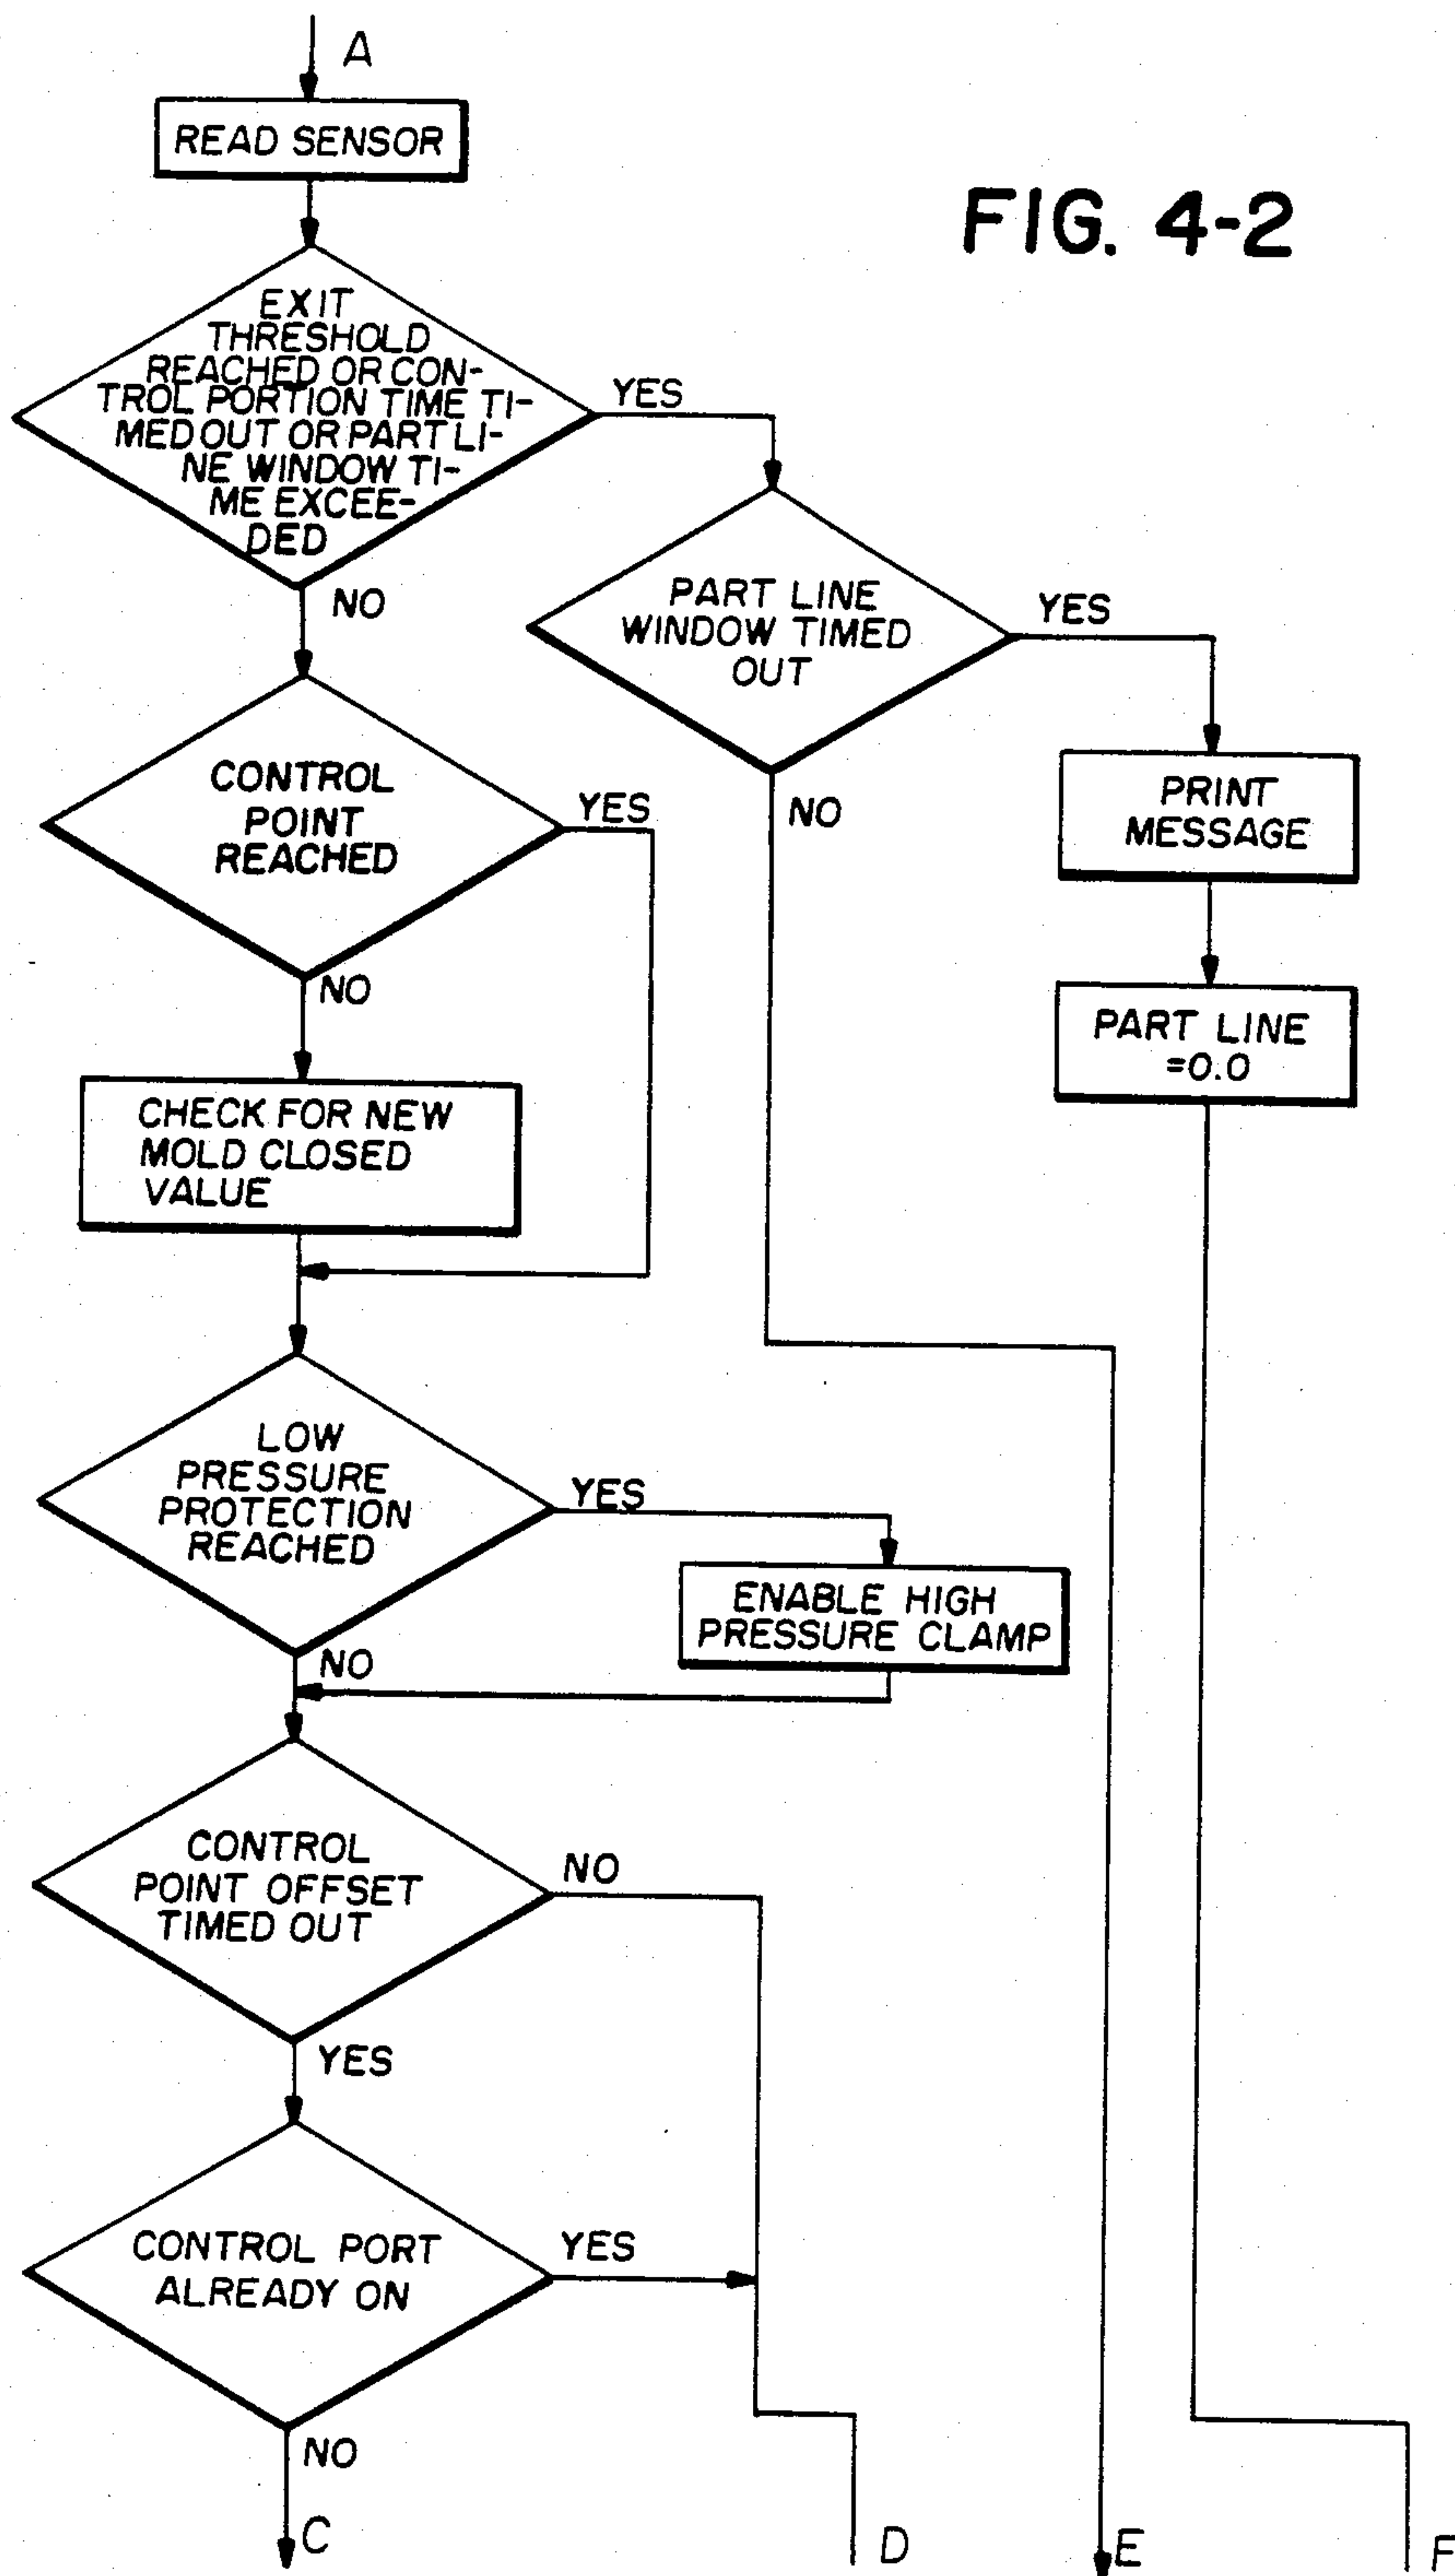 A
READ SENSOR
FIG. 4-2
EXIT
THRESHOLD
REACHED OR CON-
TROL PORTION TIME TI-
MED OUT OR PART LI-
NE WINDOW TI-
ME EXCEE-
DED
YES
NO
PART LINE
WINDOW TIMED
OUT
YES
NO
PRINT
MESSAGE
PART LINE
=0.0
CONTROL
POINT
REACHED
YES
NO
CHECK FOR NEW
MOLD CLOSED
VALUE
LOW
PRESSURE
PROTECTION
REACHED
YES
NO
ENABLE HIGH
PRESSURE CLAMP
CONTROL
POINT OFFSET
TIMED OUT
NO
YES
CONTROL PORT
ALREADY ON
YES
NO
C
D
E
F